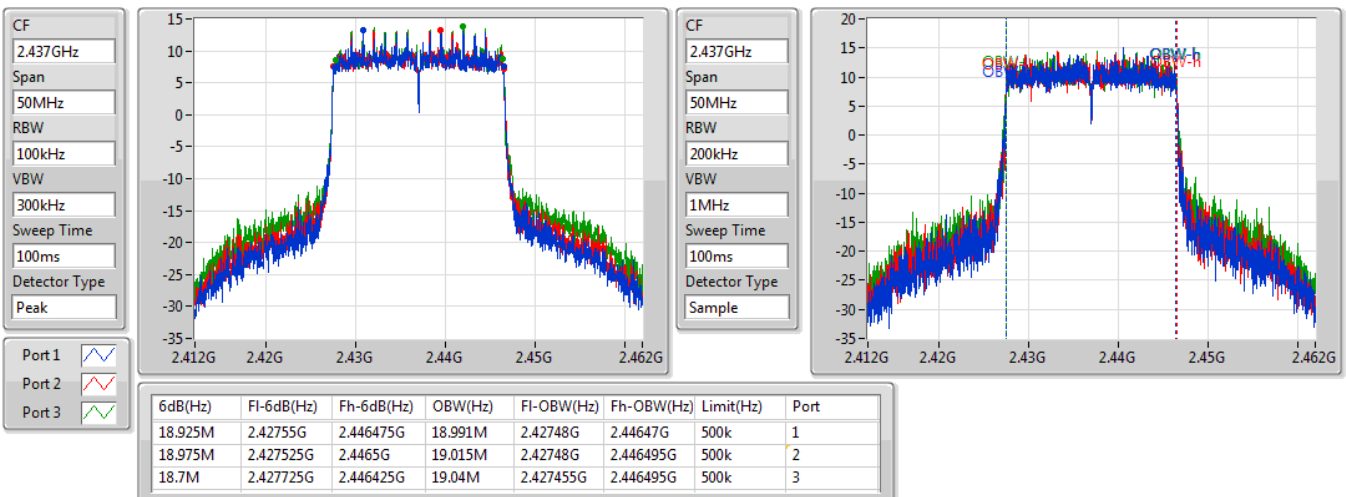 CF
2.437GHz
Span
50MHz
RBW
100kHz
VBW
300kHz
Sweep Time
100ms
Detector Type
Peak
15
10
5
0
-5
-10
-15
-20
-25
-30
-35
2.412G 2.42G 2.43G 2.44G 2.45G 2.462G
CF
2.437GHz
Span
50MHz
RBW
200kHz
VBW
1MHz
Sweep Time
100ms
Detector Type
Sample
20
15
10
5
0
-5
-10
-15
-20
-25
-30
-35
OBW-h
OBW-h
2.412G 2.42G 2.43G 2.44G 2.45G 2.462G
Port 1
Port 2
Port 3
6dB(Hz) Fl-6dB(Hz) Fh-6dB(Hz) OBW(Hz) Fl-OBW(Hz) Fh-OBW(Hz) Limit(Hz) Port
18.925M 2.42755G 2.446475G 18.991M 2.42748G 2.44647G 500k 1
18.975M 2.427525G 2.4465G 19.015M 2.42748G 2.446495G 500k 2
18.7M 2.427725G 2.446425G 19.04M 2.427455G 2.446495G 500k 3